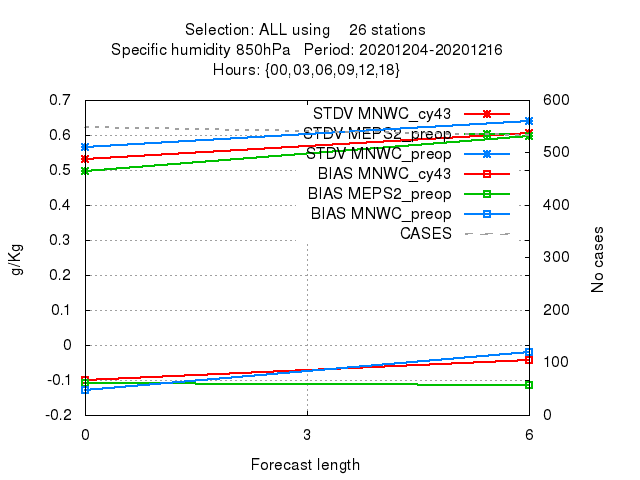 Selection: ALL using    26 stations
Specific humidity 850hPa   Period: 20201204-20201216
Hours: {00,03,06,09,12,18}
0.7 600
STDV MNWC_cy43
0.6 STDV MEPS2_preop 500
STDV MNWC_preop
0.5 BIAS MNWC_cy43
BIAS MEPS2_preop
0.4 BIAS MNWC_preop 400
CASES
0.3 300
0.2
0.1 200
0
100
-0.1
-0.2 0
g/Kg
No cases
0 3 6
Forecast length